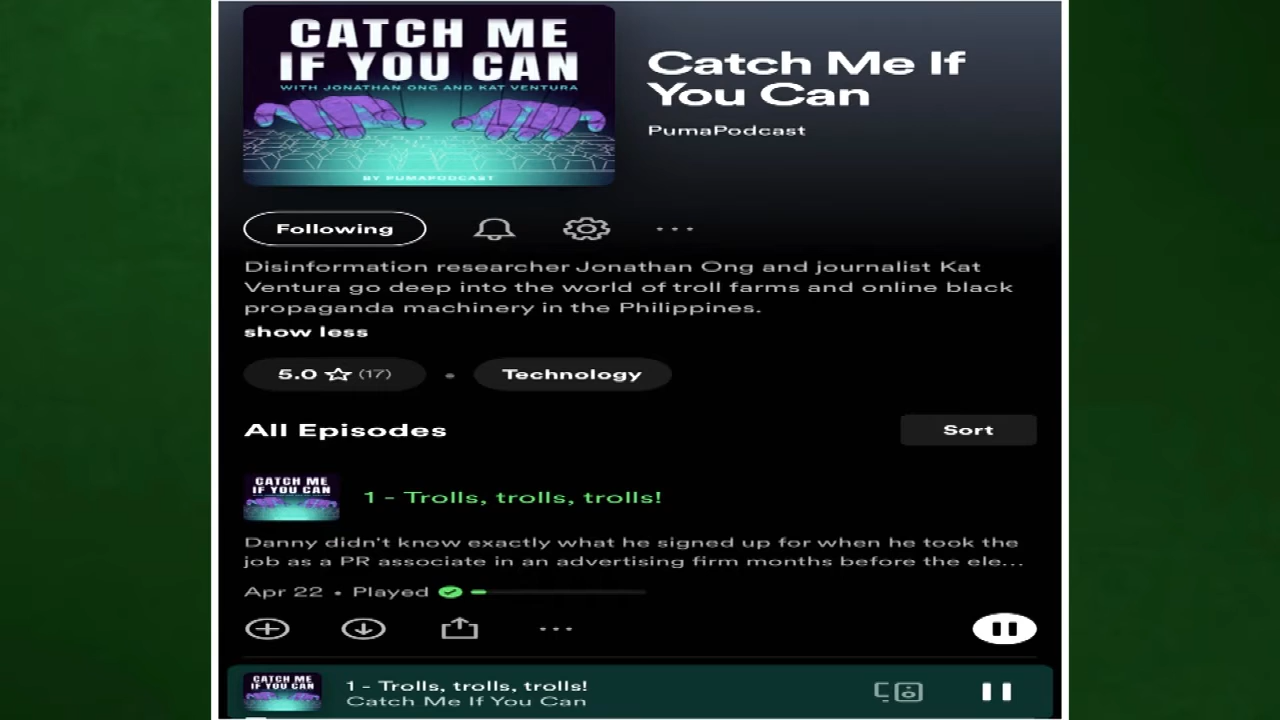 CATCH ME
IF YOU CAN
WITH JONATHAN ONG AND KAT VENTURA
BY PUMAPODCAST
Catch Me If
You Can
PumaPodcast
Following
Disinformation researcher Jonathan Ong and journalist Kat
Ventura go deep into the world of troll farms and online black
propaganda machinery in the Philippines.
show less
5.0 (17) • Technology
All Episodes
Sort
CATCH ME
IF YOU CAN
1 - Trolls, trolls, trolls!
Danny didn't know exactly what he signed up for when he took the
job as a PR associate in an advertising firm months before the ele...
Apr 22 • Played
CATCH ME
IF YOU CAN
1 - Trolls, trolls, trolls!
Catch Me If You Can